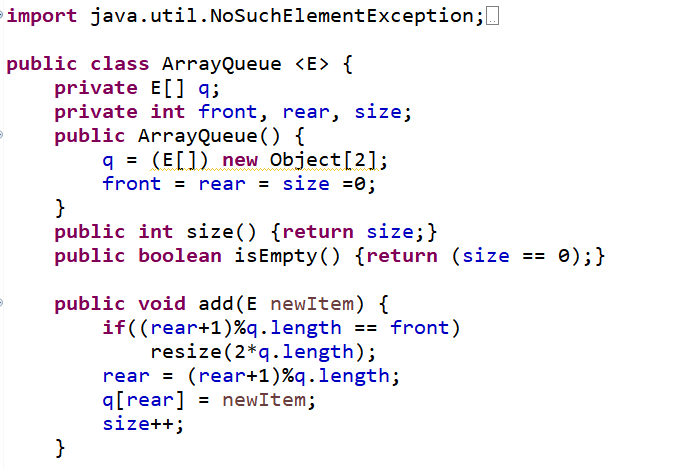 import java.util.NoSuchElementException;
public class ArrayQueue <E> {
    private E[] q;
    private int front, rear, size;
    public ArrayQueue() {
        q = (E[]) new Object[2];
        front = rear = size =0;
    }
    public int size() {return size;}
    public boolean isEmpty() {return (size == 0);}
    public void add(E newItem) {
        if((rear+1)%q.length == front)
            resize(2*q.length);
        rear = (rear+1)%q.length;
        q[rear] = newItem;
        size++;
    }